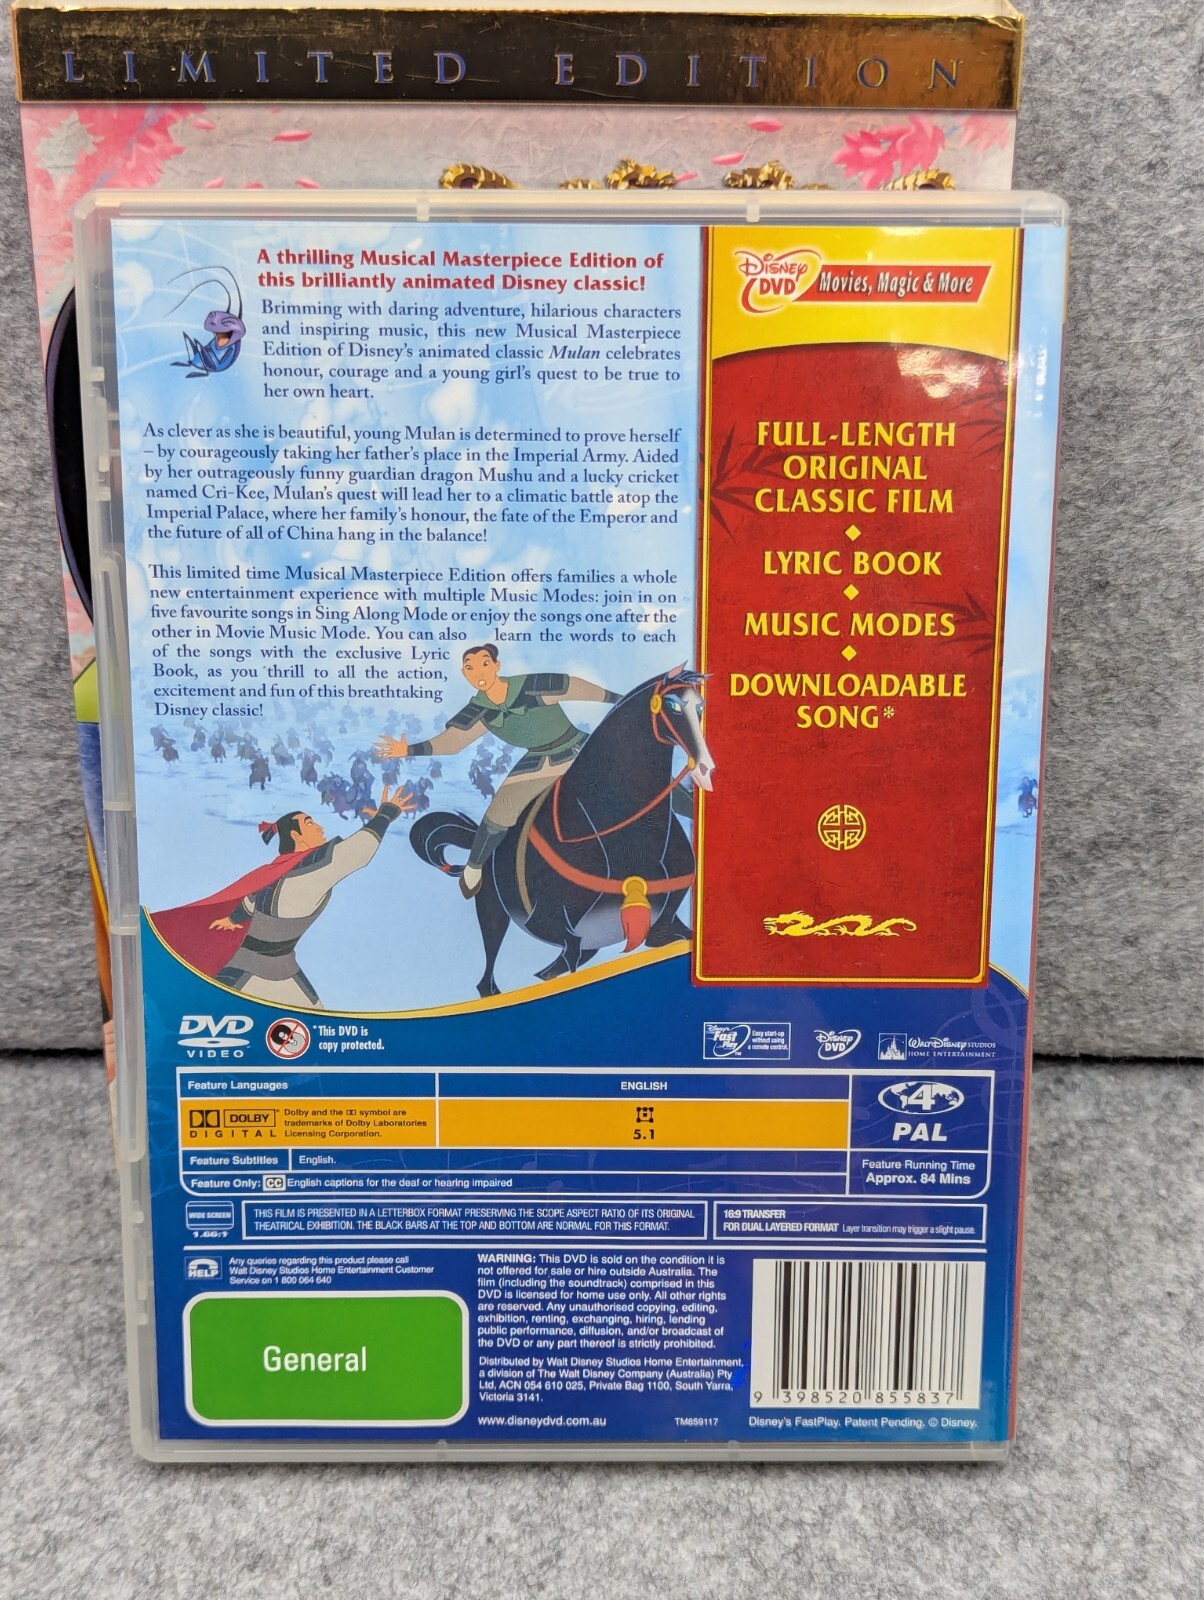 LIMITED EDITION
A thrilling Musical Masterpiece Edition of
this brilliantly animated Disney classic!
Brimming with daring adventure, hilarious characters
and inspiring music, this new Musical Masterpiece
Edition of Disney's animated classic Mulan celebrates
honour, courage and a young girl's quest to be true to
her own heart.
As clever as she is beautiful, young Mulan is determined to prove herself
– by courageously taking her father's place in the Imperial Army. Aided
by her outrageously funny guardian dragon Mushu and a lucky cricket
named Cri-Kee, Mulan's quest will lead her to a climatic battle atop the
Imperial Palace, where her family's honour, the fate of the Emperor and
the future of all of China hang in the balance!
This limited time Musical Masterpiece Edition offers families a whole
new entertainment experience with multiple Music Modes: join in on
five favourite songs in Sing Along Mode or enjoy the songs one after the
other in Movie Music Mode. You can also learn the words to each
of the songs with the exclusive Lyric
Book, as you thrill to all the action,
excitement and fun of this breathtaking
Disney classic!
Disney DVD Movies, Magic & More
FULL-LENGTH
ORIGINAL
CLASSIC FILM
LYRIC BOOK
MUSIC MODES
DOWNLOADABLE
SONG*
DVD
VIDEO
*This DVD is
copy protected.
Disney's
Fast
Play
TM
Easy start-up
without using
a remote control.
Disney
DVD
WALT DISNEY STUDIOS
HOME ENTERTAINMENT
Feature Languages
ENGLISH
DOLBY
DIGITAL
Dolby and the DD symbol are
trademarks of Dolby Laboratories
Licensing Corporation.
5.1
4
PAL
Feature Subtitles English.
Feature Only: CC English captions for the deaf or hearing impaired
Feature Running Time
Approx. 84 Mins
WIDE SCREEN
1.66:1
THIS FILM IS PRESENTED IN A LETTERBOX FORMAT PRESERVING THE SCOPE ASPECT RATIO OF ITS ORIGINAL
THEATRICAL EXHIBITION. THE BLACK BARS AT THE TOP AND BOTTOM ARE NORMAL FOR THIS FORMAT.
16:9 TRANSFER
FOR DUAL LAYERED FORMAT Layer transition may trigger a slight pause.
HELP
Any queries regarding this product please call
Walt Disney Studios Home Entertainment Customer
Service on 1 800 064 640
General
WARNING: This DVD is sold on the condition it is
not offered for sale or hire outside Australia. The
film (including the soundtrack) comprised in this
DVD is licensed for home use only. All other rights
are reserved. Any unauthorised copying, editing,
exhibition, renting, exchanging, hiring, lending
public performance, diffusion, and/or broadcast of
the DVD or any part thereof is strictly prohibited.
Distributed by Walt Disney Studios Home Entertainment,
a division of The Walt Disney Company (Australia) Pty
Ltd, ACN 054 610 025, Private Bag 1100, South Yarra,
Victoria 3141.
www.disneydvd.com.au
TM859117
9 398520 855837
Disney's FastPlay. Patent Pending. © Disney.